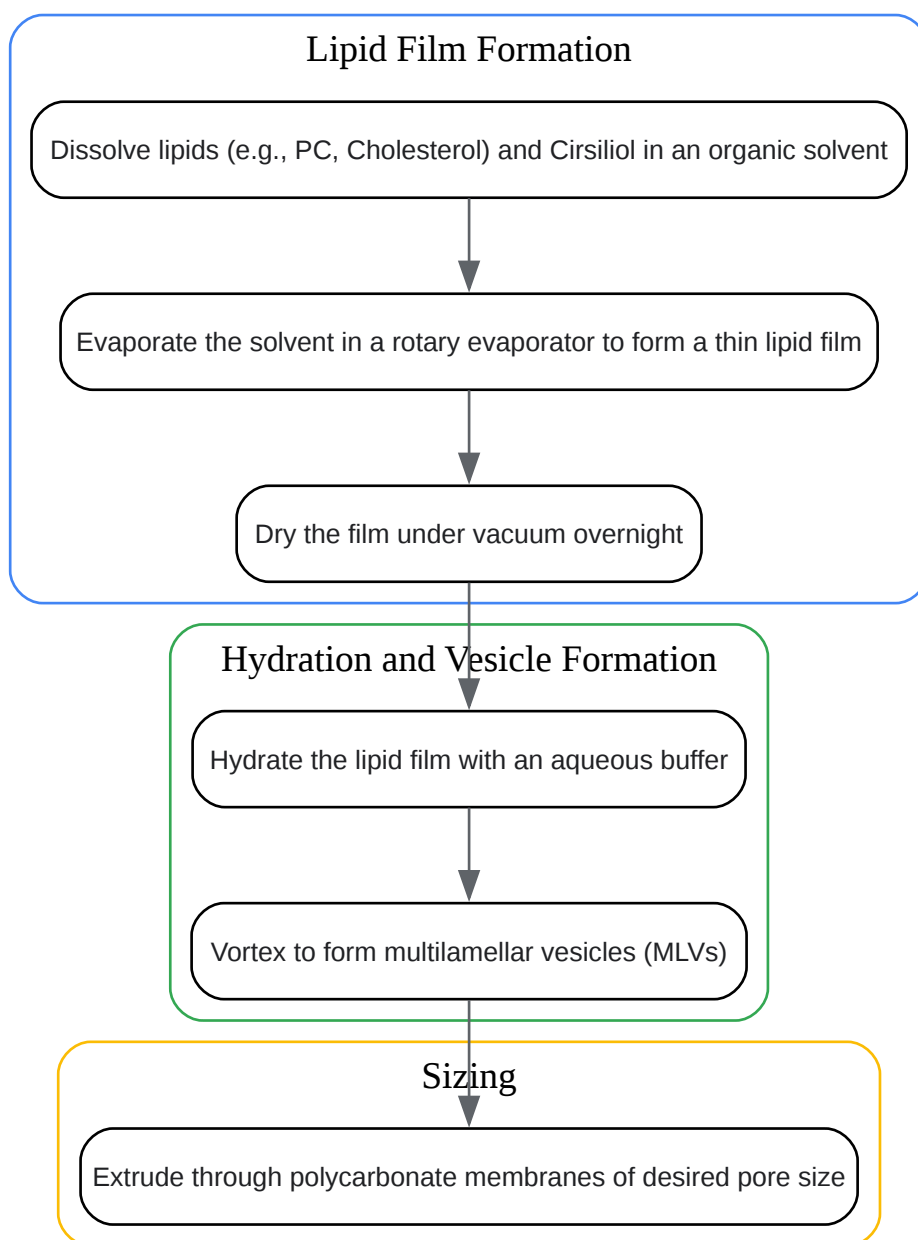 Lipid Film Formation
Dissolve lipids (e.g., PC, Cholesterol) and Cirsiliol in an organic solvent
Evaporate the solvent in a rotary evaporator to form a thin lipid film
Dry the film under vacuum overnight
Hydration and Vesicle Formation
Hydrate the lipid film with an aqueous buffer
Vortex to form multilamellar vesicles (MLVs)
Sizing
Extrude through polycarbonate membranes of desired pore size